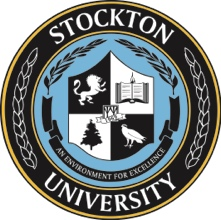 STOCKTON
AN ENVIRONMENT FOR EXCELLENCE
UNIVERSITY